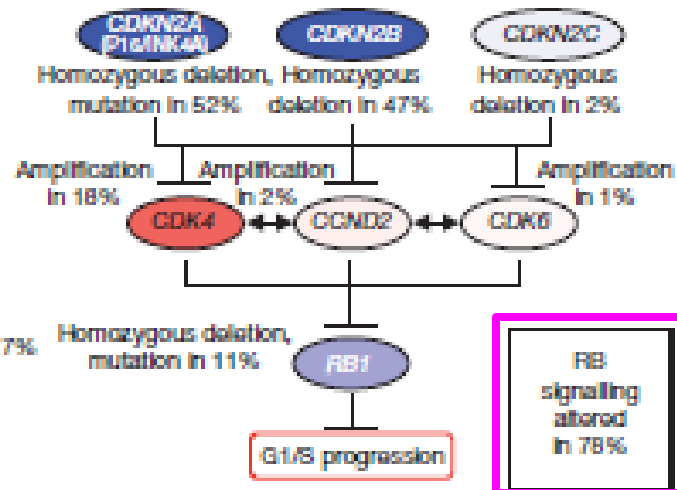 CDKN2A
(P16/INK4A)
CDKN2B
CDKN2C
Homozygous deletion,
mutation in 52%
Homozygous
deletion in 47%
Homozygous
deletion in 2%
Amplification
in 18%
Amplification
in 2%
Amplification
in 1%
CDK4
CCND2
CDK6
7%
Homozygous deletion,
mutation in 11%
RB1
RB
signalling
altered
in 78%
G1/S progression